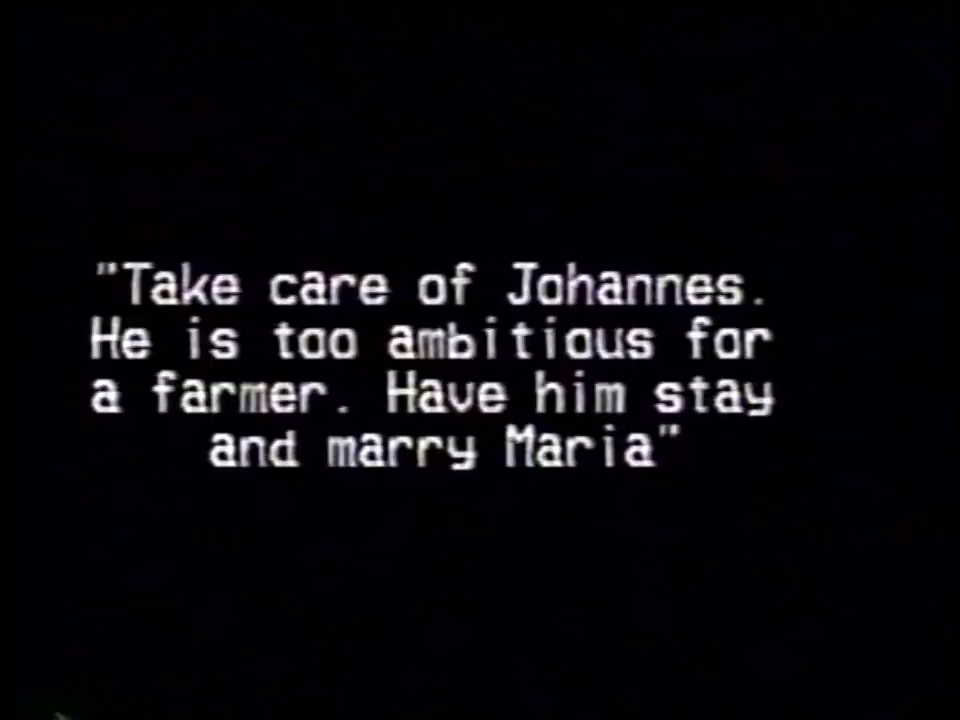 "Take care of Johannes.
He is too ambitious for
a farmer. Have him stay
and marry Maria"